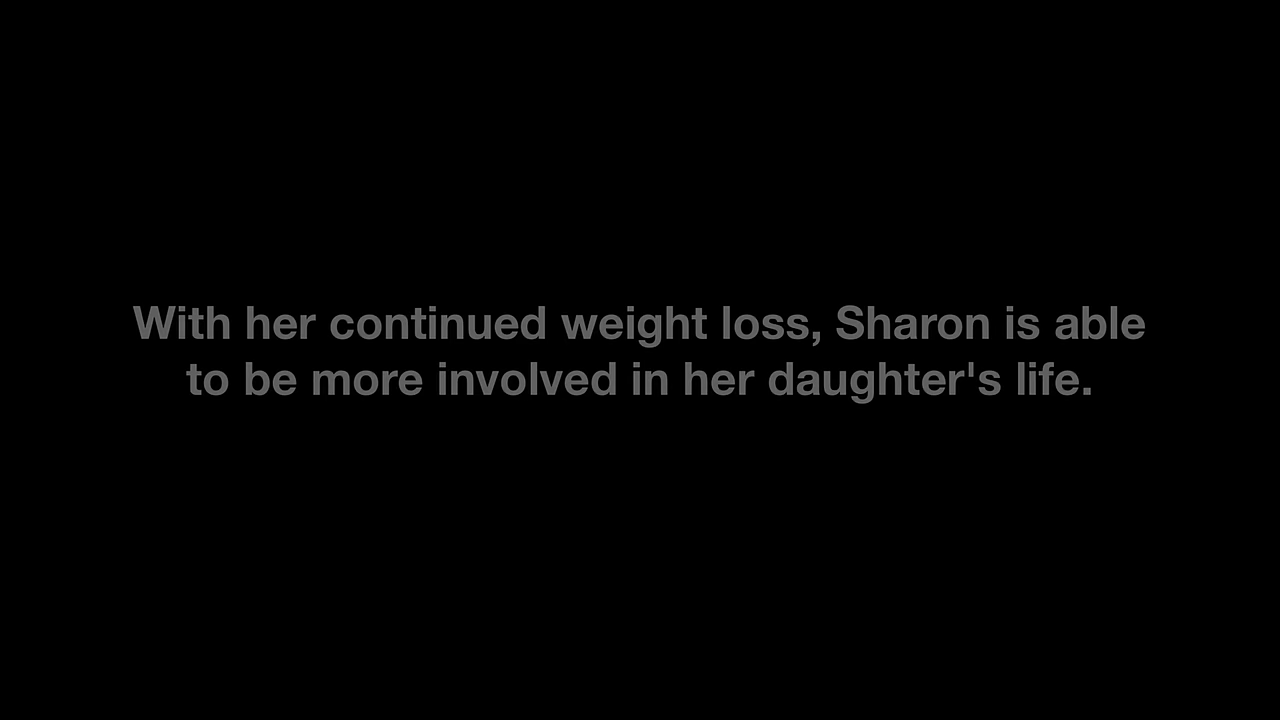 With her continued weight loss, Sharon is able
to be more involved in her daughter's life.